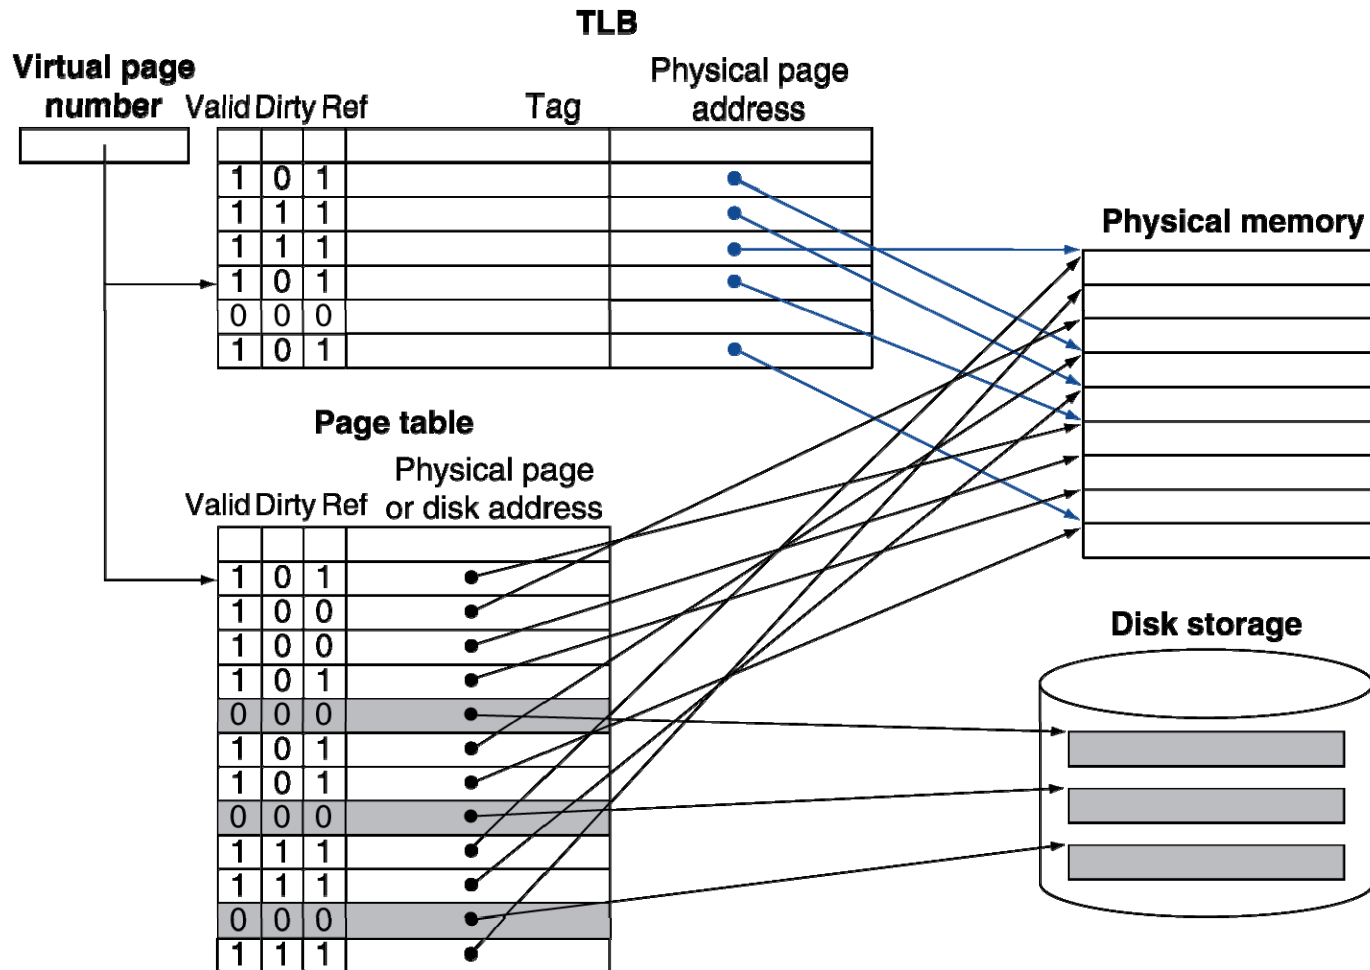 TLB
Virtual page
number
Valid Dirty Ref
Tag
Physical page
address
1 0 1
1 1 1
1 1 1
1 0 1
0 0 0
1 0 1
Physical memory
Page table
Physical page
or disk address
Valid Dirty Ref
1 0 1
1 0 0
1 0 0
1 0 1
0 0 0
1 0 1
1 0 1
0 0 0
1 1 1
1 1 1
0 0 0
1 1 1
Disk storage